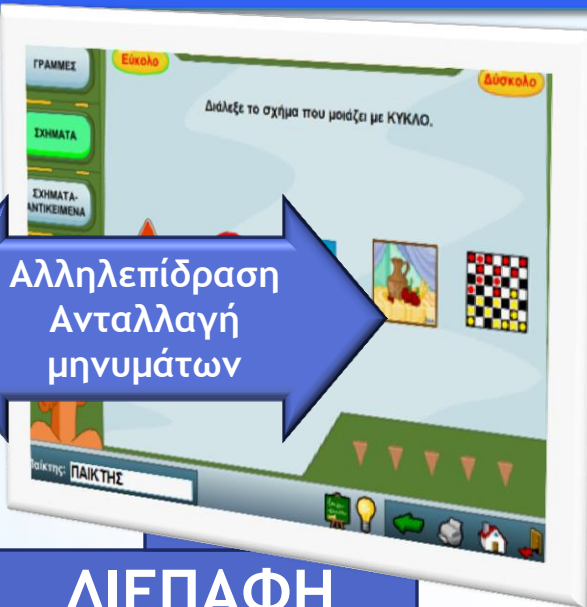 ΓΡΑΜΜΕΣ
Εύκολο
Δύσκολο
Διάλεξε το σχήμα που μοιάζει με ΚΥΚΛΟ.
ΣΧΗΜΑΤΑ
ΣΧΗΜΑΤΑ-
ΑΝΤΙΚΕΙΜΕΝΑ
Αλληλεπίδραση
Ανταλλαγή
μηνυμάτων
Παίκτης: ΠΑΙΚΤΗΣ
ΔΙΕΠΑΦΗ